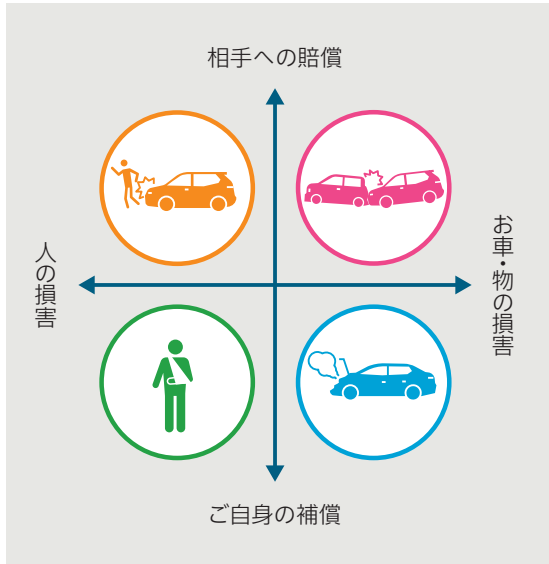 相手への賠償
人の損害
お車・物の損害
ご自身の補償